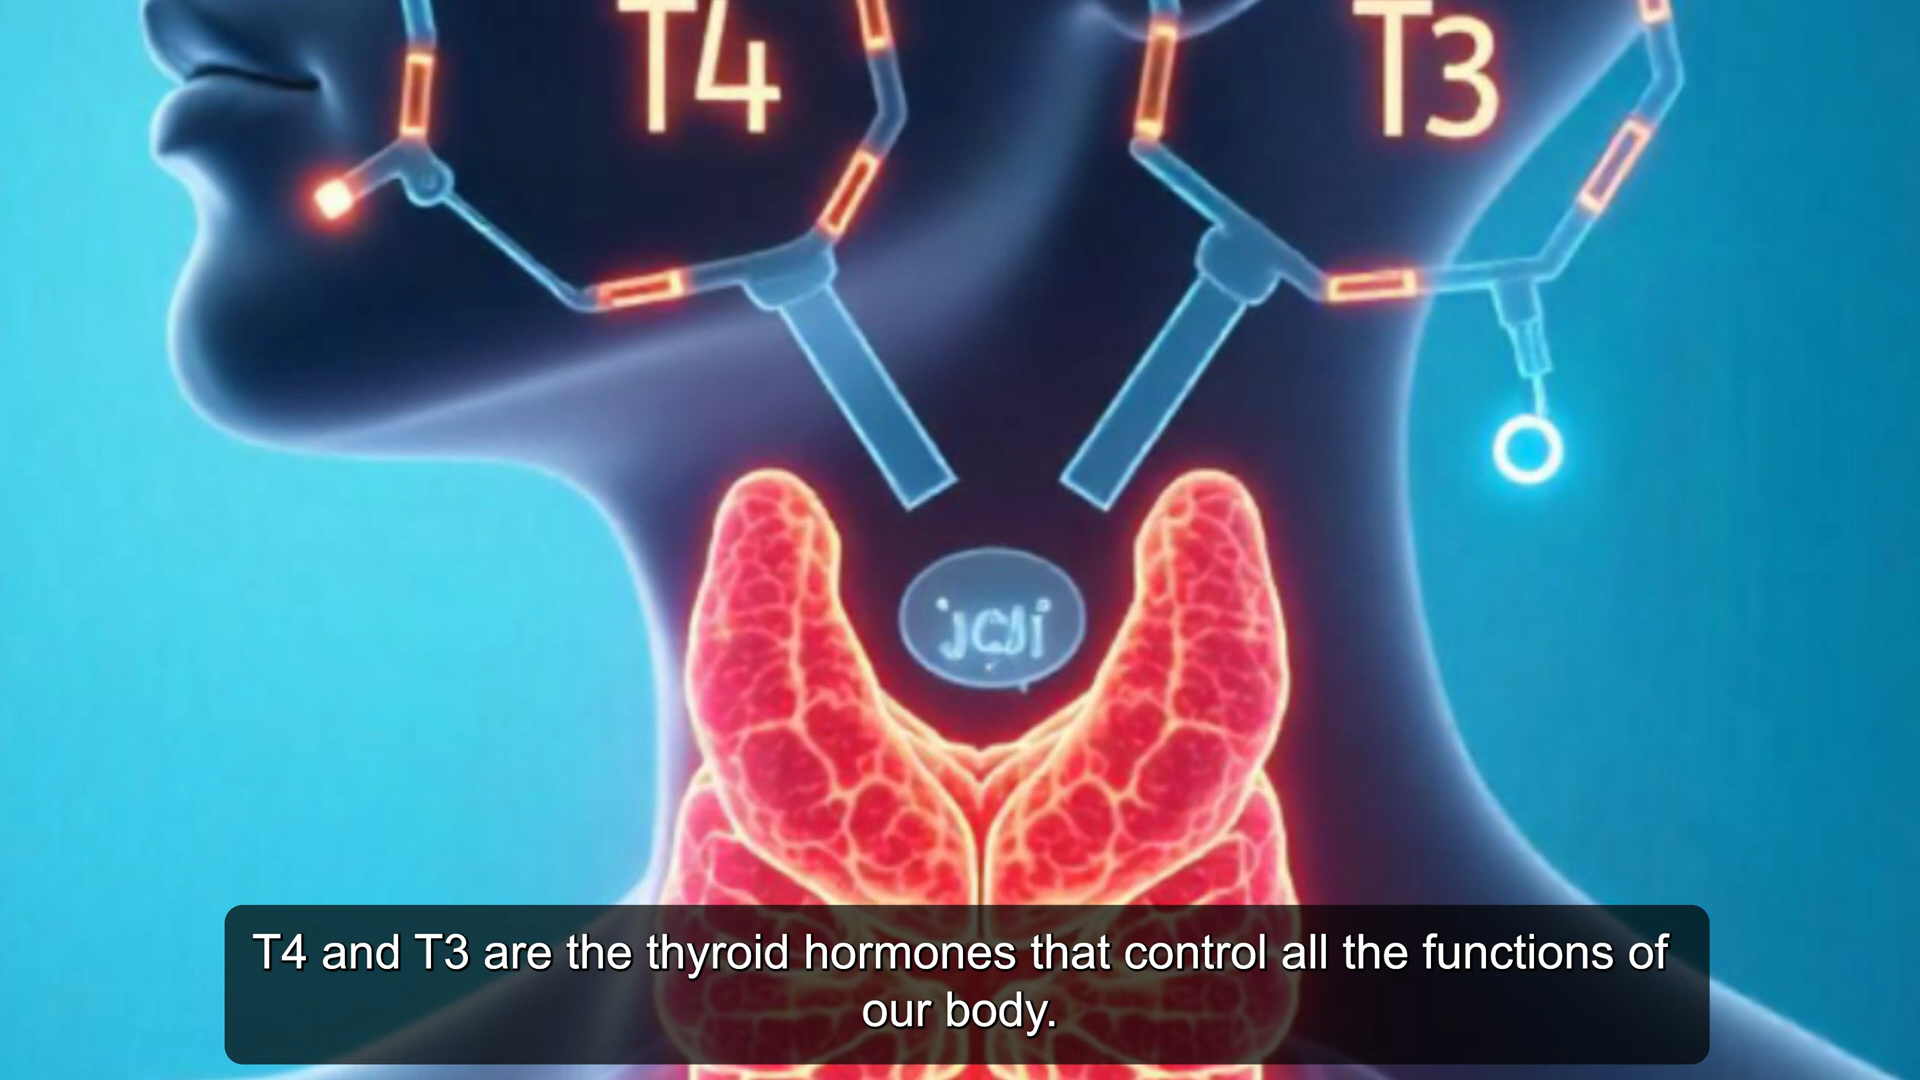 T4
T3
T4 and T3 are the thyroid hormones that control all the functions of
our body.